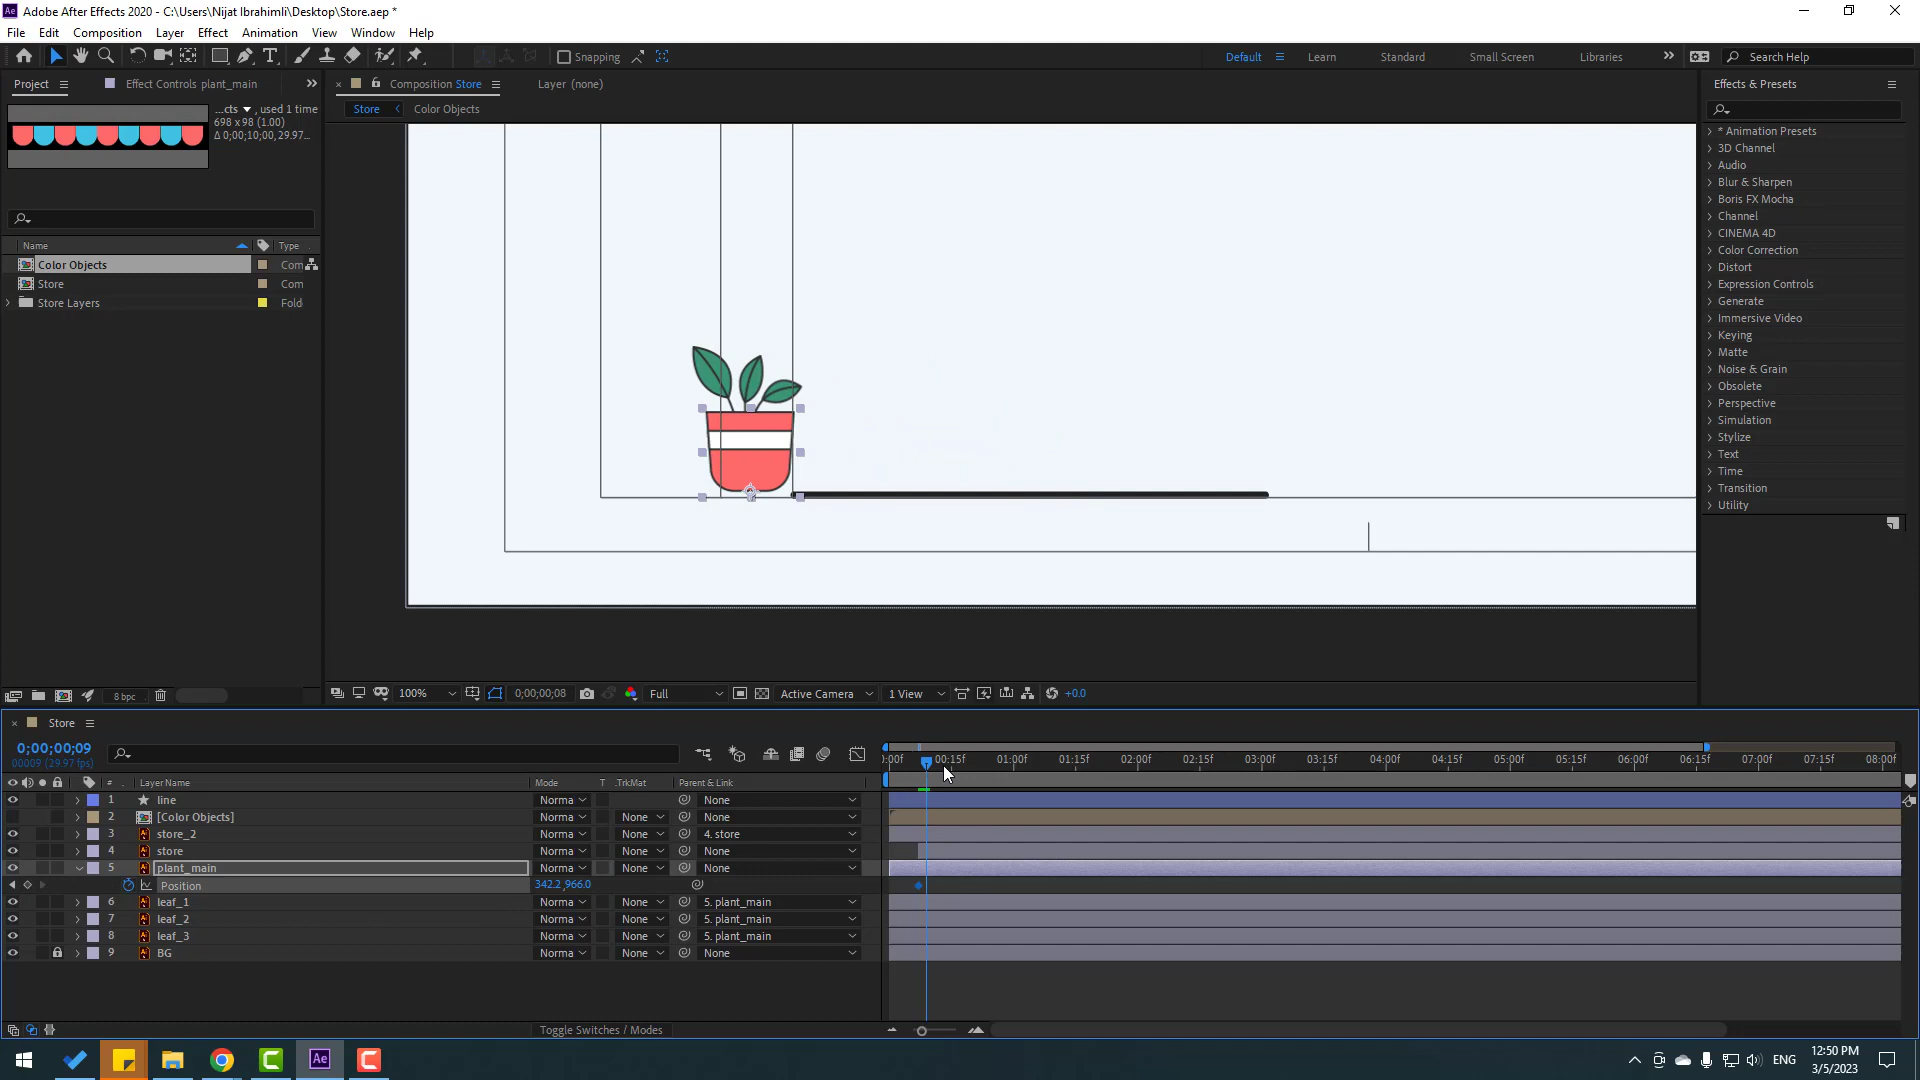 Adobe After Effects 2020 - C:\Users\Nijat Ibrahimli\Desktop\Store.aep *
File Edit Composition Layer Effect Animation View Window Help
Snapping
Default Learn Standard Small Screen Libraries Search Help
Project Effect Controls plant_main
Composition Store Layer (none)
Effects & Presets
...cts , used 1 time
698 x 98 (1.00)
Δ 0;00;10;00, 29.97...
Store Color Objects
Name Type
Color Objects Com
Store Com
Store Layers Fold
* Animation Presets
3D Channel
Audio
Blur & Sharpen
Boris FX Mocha
Channel
CINEMA 4D
Color Correction
Distort
Expression Controls
Generate
Immersive Video
Keying
Matte
Noise & Grain
Obsolete
Perspective
Simulation
Stylize
Text
Time
Transition
Utility
8 bpc
100% 0;00;00;08 Full Active Camera 1 View +0.0
Store
0;00;00;09
00009 (29.97 fps)
:00f 00:15f 01:00f 01:15f 02:00f 02:15f 03:00f 03:15f 04:00f 04:15f 05:00f 05:15f 06:00f 06:15f 07:00f 07:15f 08:00f
# Layer Name Mode T TrkMat Parent & Link
1 line Norma None
2 [Color Objects] Norma None None
3 store_2 Norma None 4. store
4 store Norma None None
5 plant_main Norma None None
Position 342.2,966.0
6 leaf_1 Norma None 5. plant_main
7 leaf_2 Norma None 5. plant_main
8 leaf_3 Norma None 5. plant_main
9 BG Norma None None
Toggle Switches / Modes
Ae
ENG
12:50 PM
3/5/2023